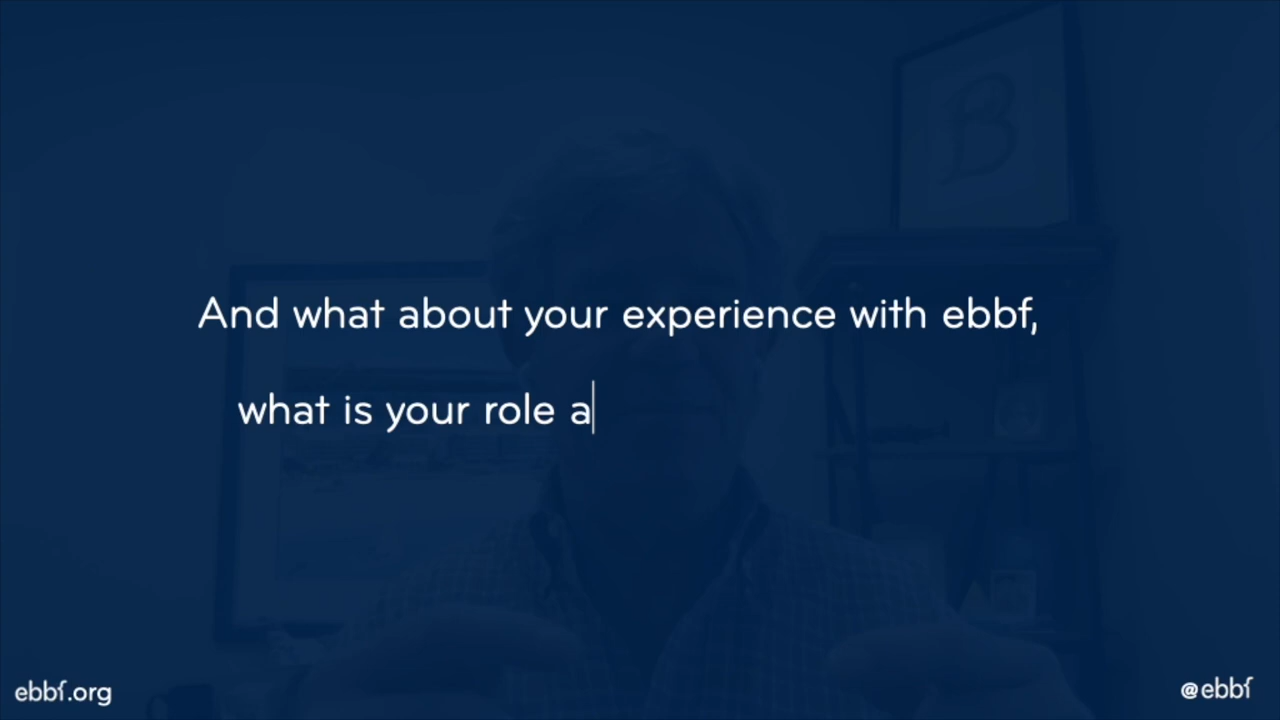 And what about your experience with ebbf,
what is your role a
ebbf.org
@ebbf